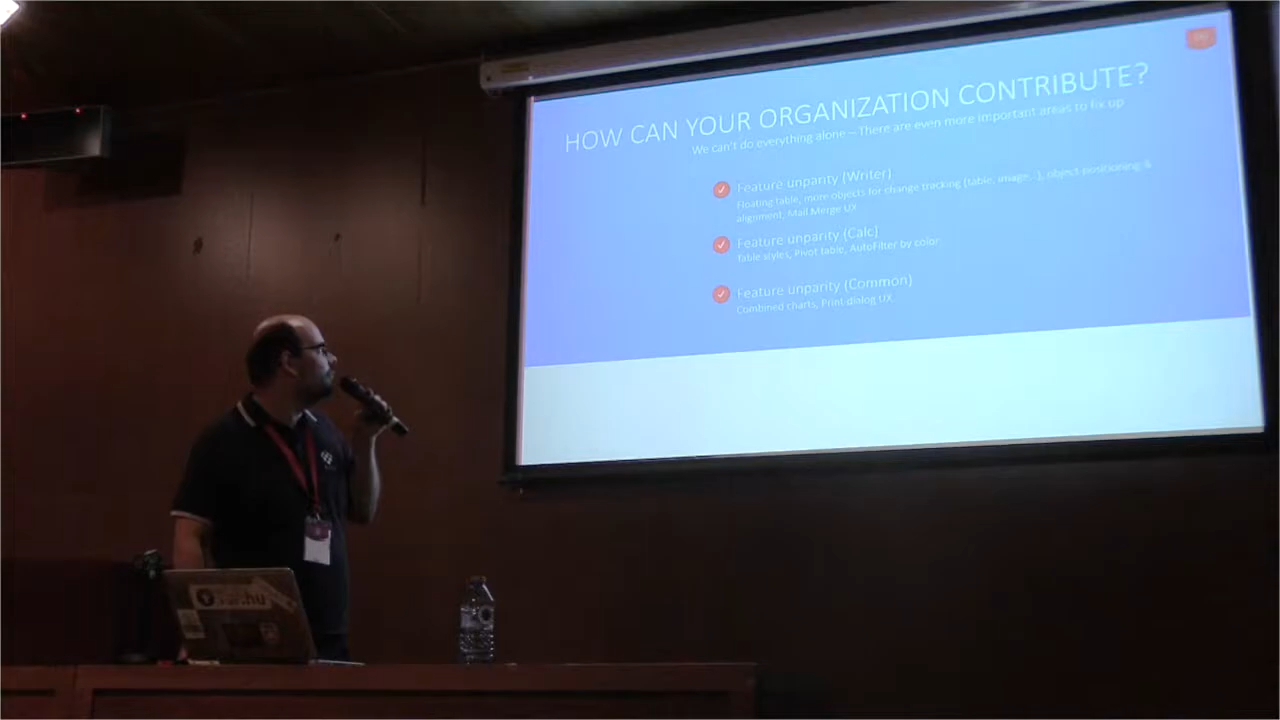 HOW CAN YOUR ORGANIZATION CONTRIBUTE?
We can't do everything alone – There are even more important areas to fix up
Feature unparity (Writer)
Floating table, more objects for change tracking (table, image...), object positioning &
alignment, Mail Merge UX
Feature unparity (Calc)
Table styles, Pivot table, AutoFilter by color
Feature unparity (Common)
Combined charts, Print dialog UX
.hu